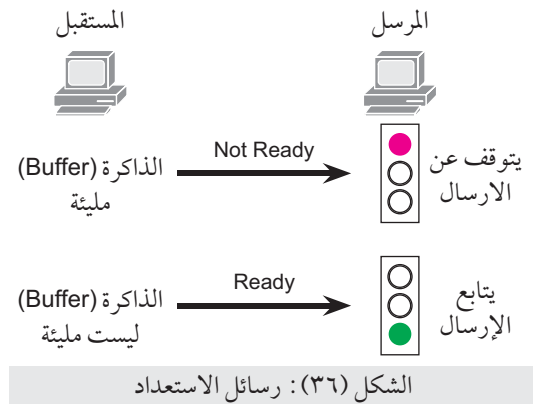 المرسل
المستقبل
يتوقف عن
الارسال
Not Ready
الذاكرة (Buffer)
مليئة
يتابع
الإرسال
Ready
الذاكرة (Buffer)
ليست مليئة
الشكل (٣٦): رسائل الاستعداد